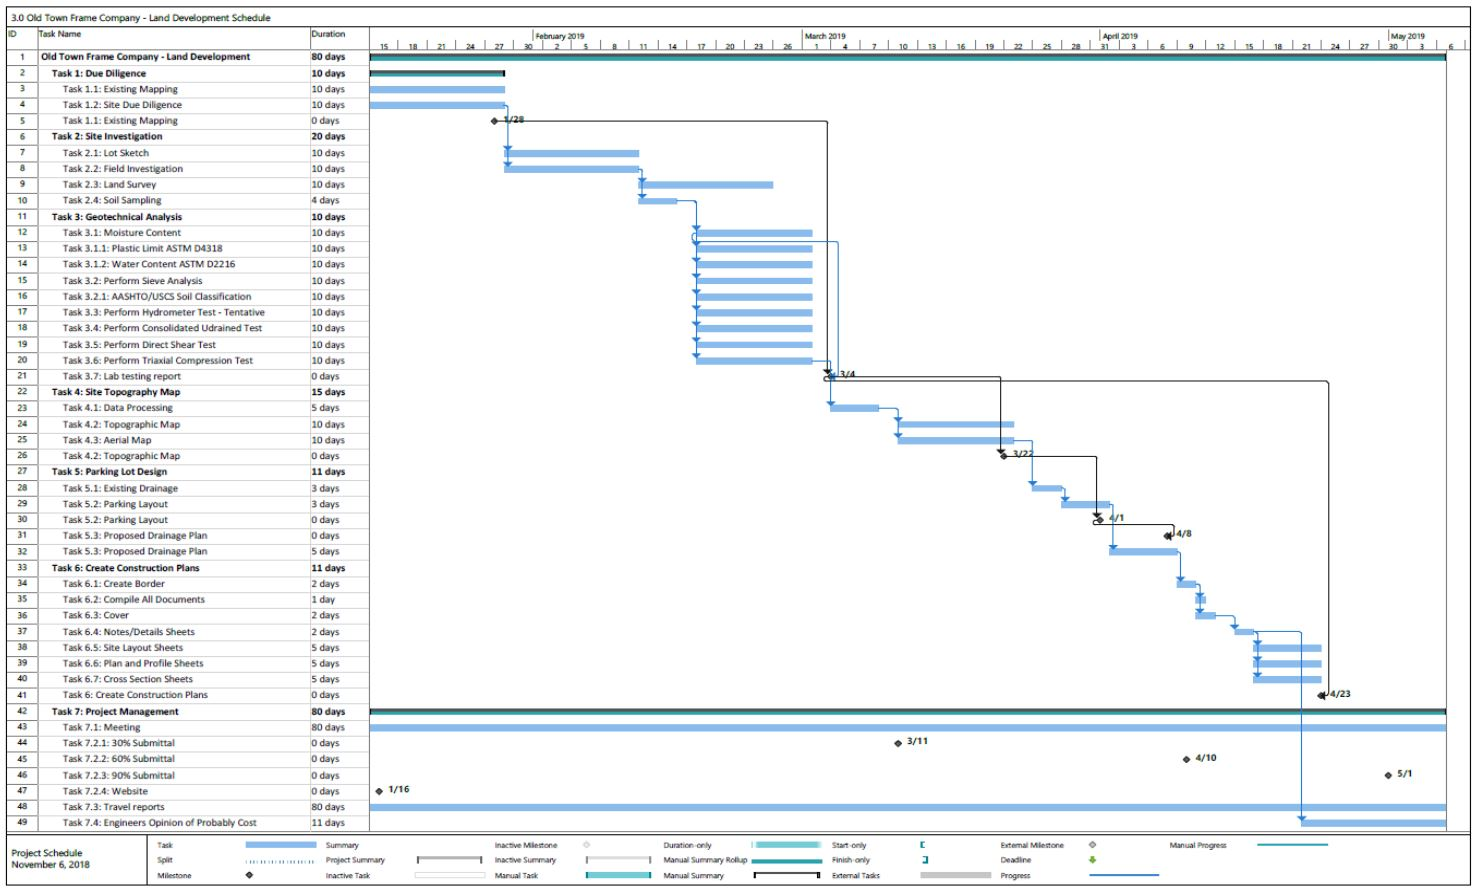 3.0 Old Town Frame Company - Land Development Schedule
ID Task Name Duration February 2019 March 2019 April 2019 May 2019
15 18 21 24 27 30 2 5 8 11 14 17 20 23 26 1 4 7 10 13 16 19 22 25 28 31 3 6 9 12 15 18 21 24 27 30 3 6
1 Old Town Frame Company - Land Development 80 days
2 Task 1: Due Diligence 10 days
3 Task 1.1: Existing Mapping 10 days
4 Task 1.2: Site Due Diligence 10 days
5 Task 1.1: Existing Mapping 0 days 1/28
6 Task 2: Site Investigation 20 days
7 Task 2.1: Lot Sketch 10 days
8 Task 2.2: Field Investigation 10 days
9 Task 2.3: Land Survey 10 days
10 Task 2.4: Soil Sampling 4 days
11 Task 3: Geotechnical Analysis 10 days
12 Task 3.1: Moisture Content 10 days
13 Task 3.1.1: Plastic Limit ASTM D4318 10 days
14 Task 3.1.2: Water Content ASTM D2216 10 days
15 Task 3.2: Perform Sieve Analysis 10 days
16 Task 3.2.1: AASHTO/USCS Soil Classification 10 days
17 Task 3.3: Perform Hydrometer Test - Tentative 10 days
18 Task 3.4: Perform Consolidated Udrained Test 10 days
19 Task 3.5: Perform Direct Shear Test 10 days
20 Task 3.6: Perform Triaxial Compression Test 10 days
21 Task 3.7: Lab testing report 0 days 3/4
22 Task 4: Site Topography Map 15 days
23 Task 4.1: Data Processing 5 days
24 Task 4.2: Topographic Map 10 days
25 Task 4.3: Aerial Map 10 days
26 Task 4.2: Topographic Map 0 days 3/22
27 Task 5: Parking Lot Design 11 days
28 Task 5.1: Existing Drainage 3 days
29 Task 5.2: Parking Layout 3 days
30 Task 5.2: Parking Layout 0 days 4/1
31 Task 5.3: Proposed Drainage Plan 0 days 4/8
32 Task 5.3: Proposed Drainage Plan 5 days
33 Task 6: Create Construction Plans 11 days
34 Task 6.1: Create Border 2 days
35 Task 6.2: Compile All Documents 1 day
36 Task 6.3: Cover 2 days
37 Task 6.4: Notes/Details Sheets 2 days
38 Task 6.5: Site Layout Sheets 5 days
39 Task 6.6: Plan and Profile Sheets 5 days
40 Task 6.7: Cross Section Sheets 5 days
41 Task 6: Create Construction Plans 0 days 4/23
42 Task 7: Project Management 80 days
43 Task 7.1: Meeting 80 days
44 Task 7.2.1: 30% Submittal 0 days 3/11
45 Task 7.2.2: 60% Submittal 0 days 4/10
46 Task 7.2.3: 90% Submittal 0 days 5/1
47 Task 7.2.4: Website 0 days 1/16
48 Task 7.3: Travel reports 80 days
49 Task 7.4: Engineers Opinion of Probably Cost 11 days
Project Schedule
November 6, 2018
Task Summary Inactive Milestone Duration-only Start-only External Milestone Manual Progress
Split Project Summary Inactive Summary Manual Summary Rollup Finish-only Deadline
Milestone Inactive Task Manual Task Manual Summary External Tasks Progress